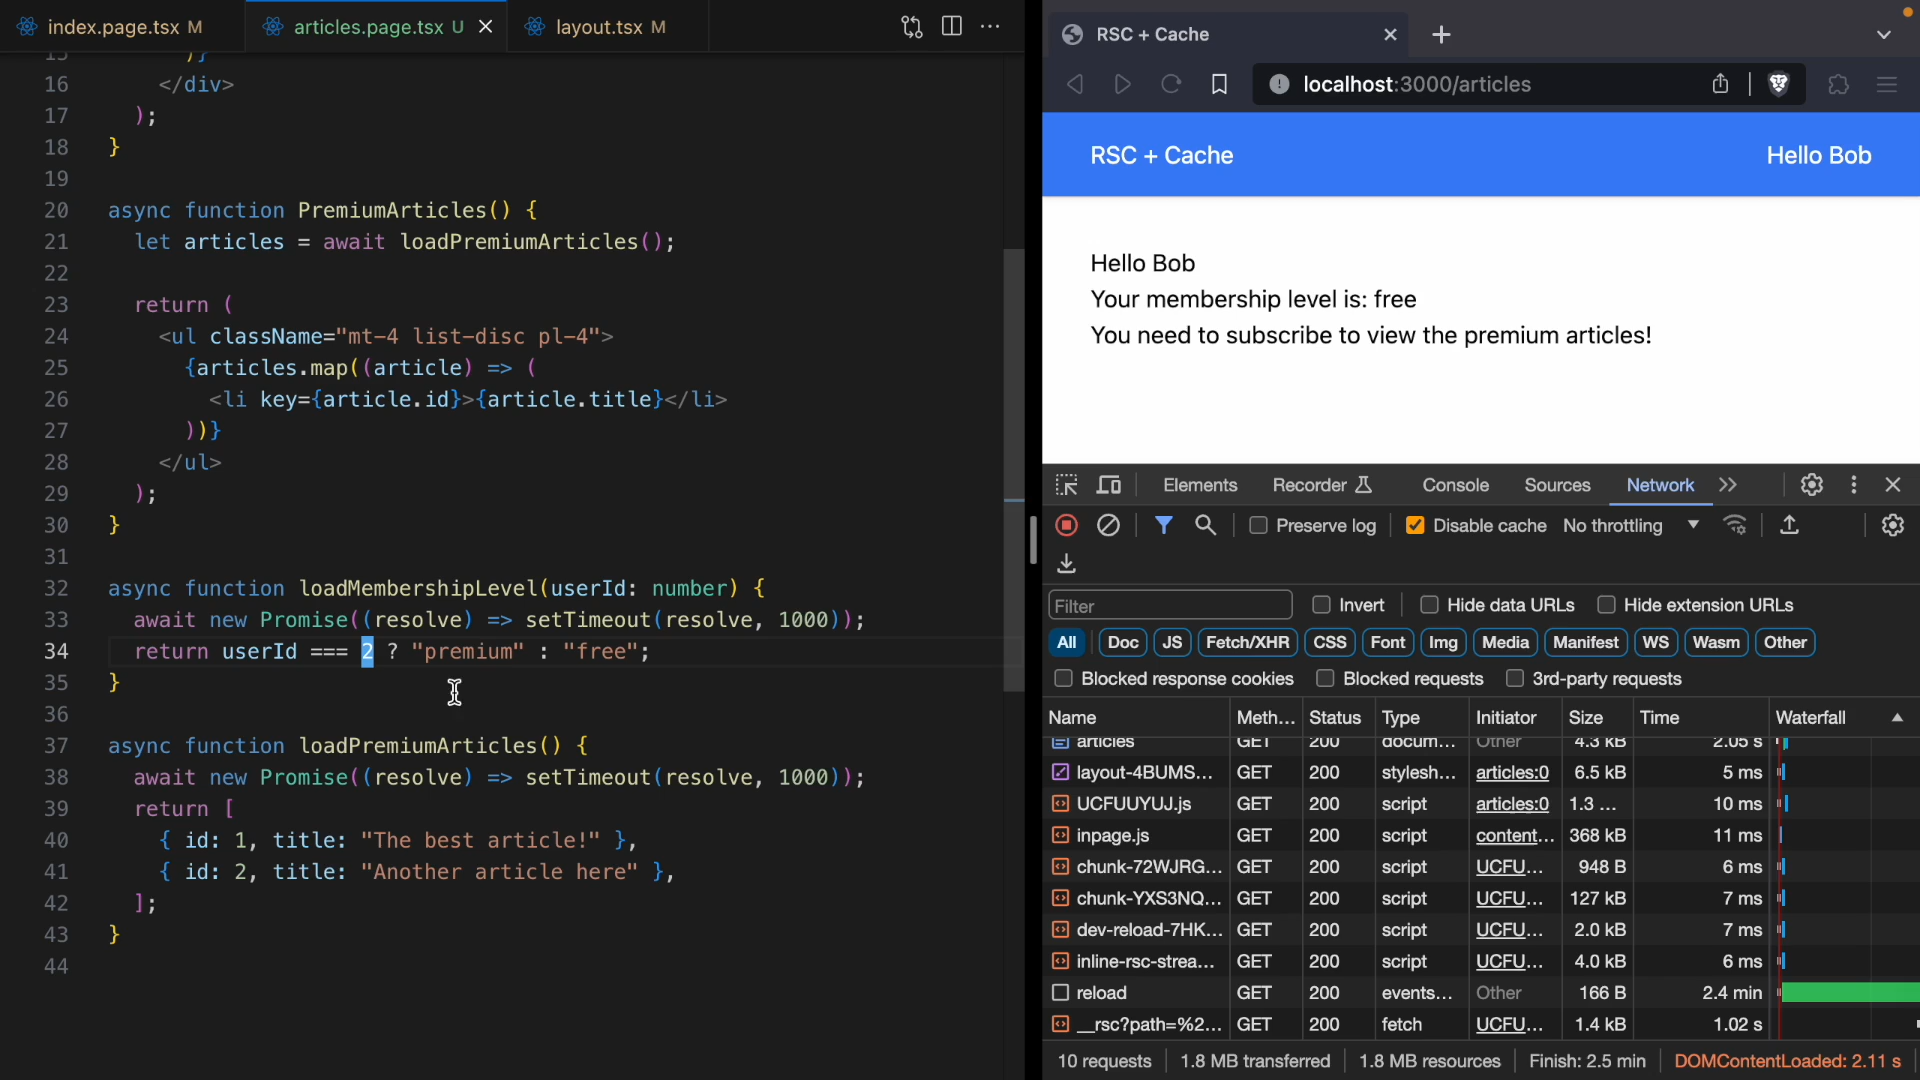 index.page.tsx M
articles.page.tsx U
layout.tsx M
15 )}
16 </div>
17 );
18 }
19
20 async function PremiumArticles() {
21 let articles = await loadPremiumArticles();
22
23 return (
24 <ul className="mt-4 list-disc pl-4">
25 {articles.map((article) => (
26 <li key={article.id}>{article.title}</li>
27 ))}
28 </ul>
29 );
30 }
31
32 async function loadMembershipLevel(userId: number) {
33 await new Promise((resolve) => setTimeout(resolve, 1000));
34 return userId === 2 ? "premium" : "free";
35 }
36
37 async function loadPremiumArticles() {
38 await new Promise((resolve) => setTimeout(resolve, 1000));
39 return [
40 { id: 1, title: "The best article!" },
41 { id: 2, title: "Another article here" },
42 ];
43 }
44
RSC + Cache
localhost:3000/articles
RSC + Cache Hello Bob
Hello Bob
Your membership level is: free
You need to subscribe to view the premium articles!
Elements Recorder Console Sources Network
Preserve log Disable cache No throttling
Filter Invert Hide data URLs Hide extension URLs
All Doc JS Fetch/XHR CSS Font Img Media Manifest WS Wasm Other
Blocked response cookies Blocked requests 3rd-party requests
Name Meth... Status Type Initiator Size Time Waterfall
articles GET 200 docum... Other 4.3 kB 2.05 s
layout-4BUMS... GET 200 stylesh... articles:0 6.5 kB 5 ms
UCFUUYUJ.js GET 200 script articles:0 1.3 ... 10 ms
inpage.js GET 200 script content... 368 kB 11 ms
chunk-72WJRG... GET 200 script UCFU... 948 B 6 ms
chunk-YXS3NQ... GET 200 script UCFU... 127 kB 7 ms
dev-reload-7HK... GET 200 script UCFU... 2.0 kB 7 ms
inline-rsc-strea... GET 200 script UCFU... 4.0 kB 6 ms
reload GET 200 events... Other 166 B 2.4 min
__rsc?path=%2... GET 200 fetch UCFU... 1.4 kB 1.02 s
10 requests 1.8 MB transferred 1.8 MB resources Finish: 2.5 min DOMContentLoaded: 2.11 s